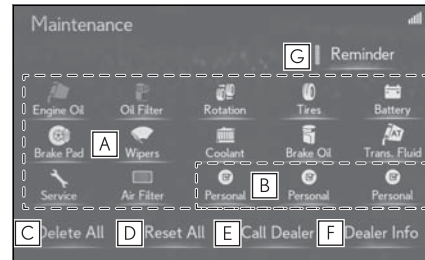 Maintenance
G Reminder
Engine Oil Oil Filter Rotation Tires Battery
Brake Pad A Wipers Coolant Brake Oil Trans. Fluid
AT
Service Air Filter Personal B Personal Personal
C Delete All D Reset All E Call Dealer F Dealer Info